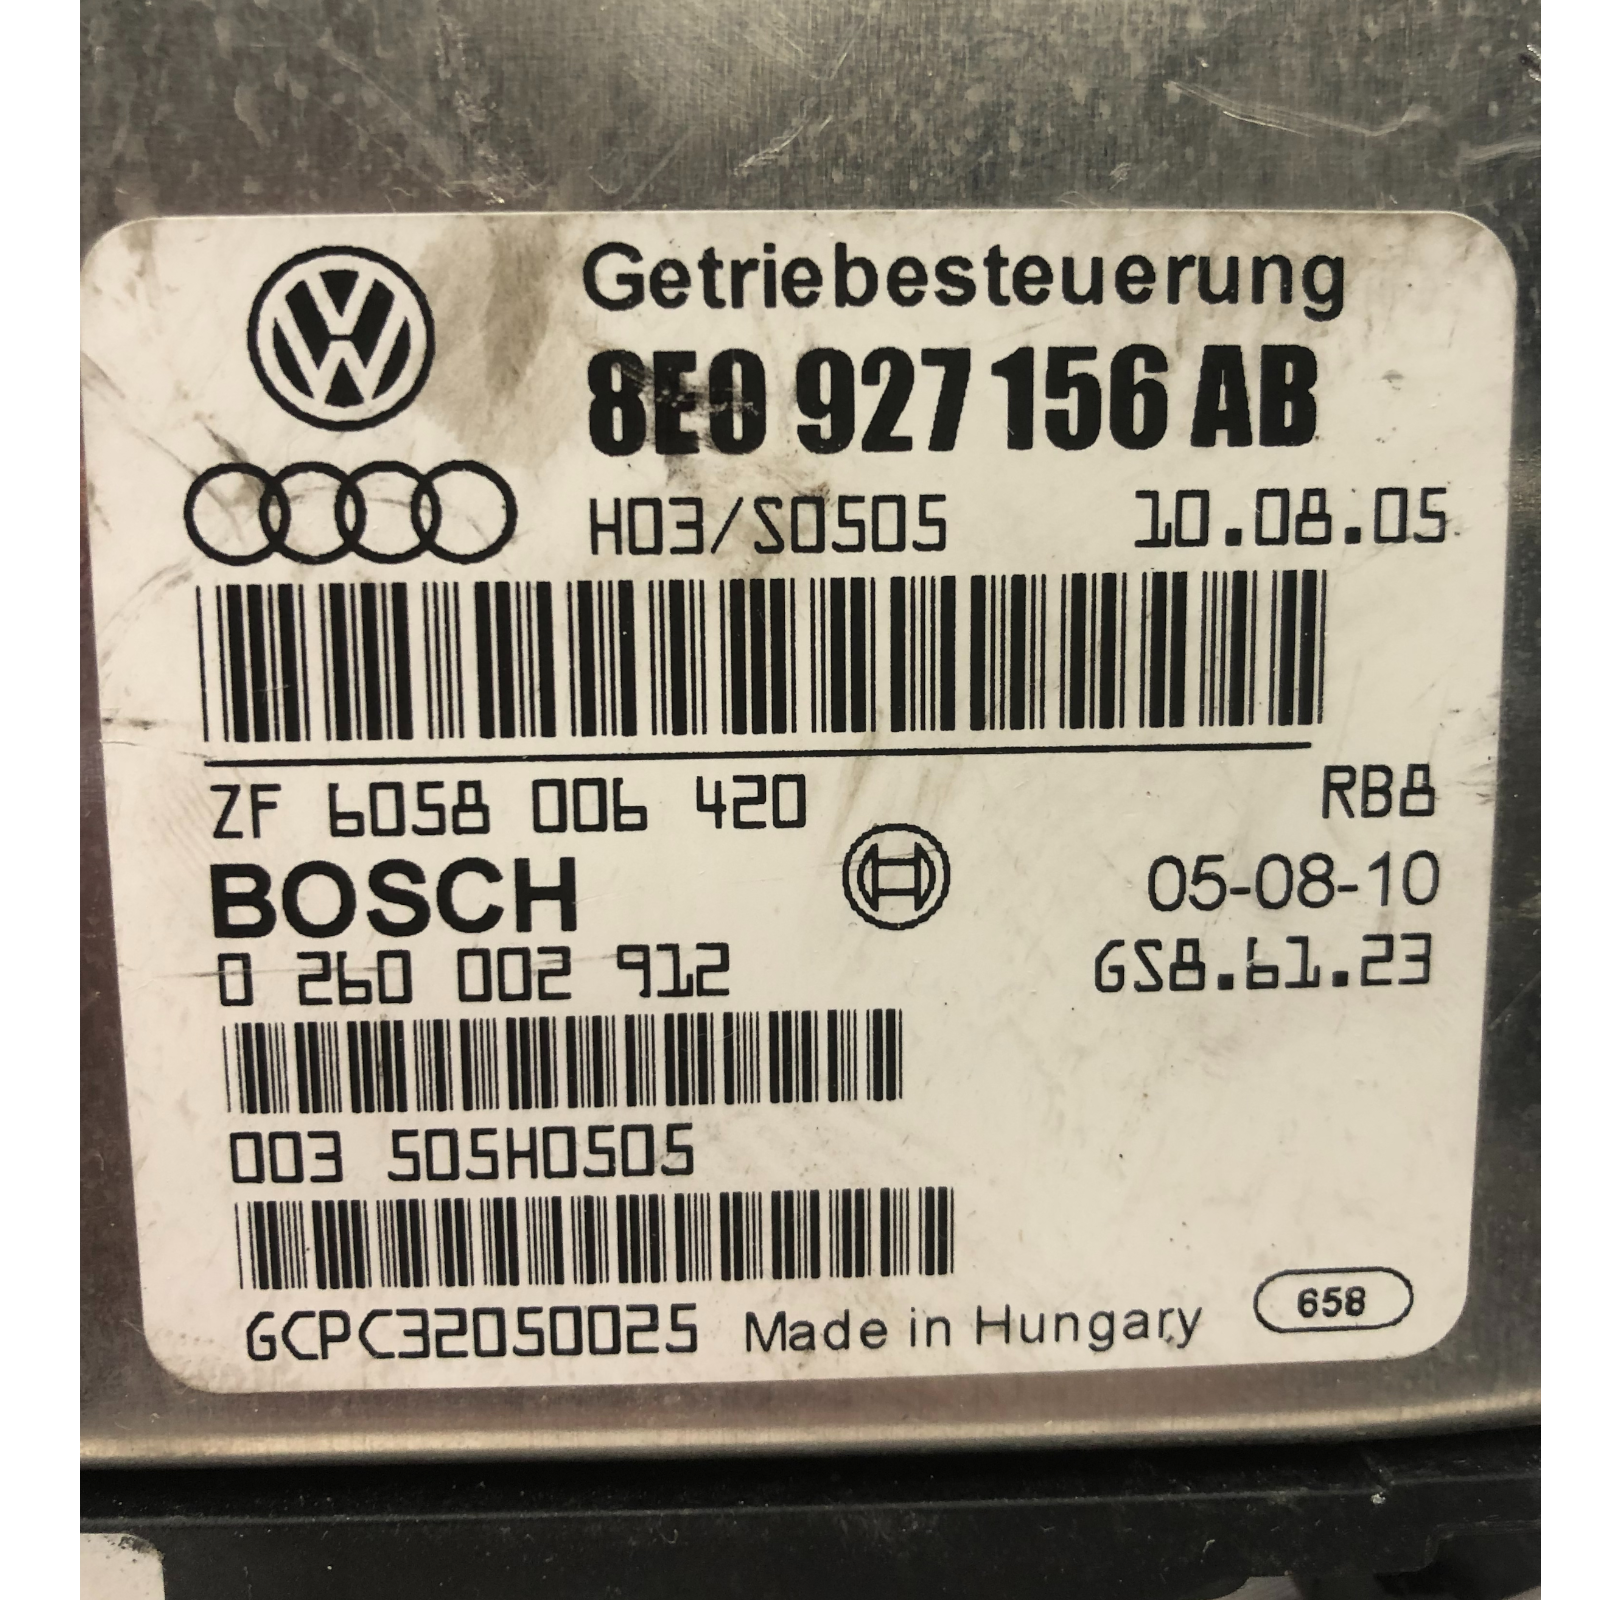 Getriebesteuerung
8E0 927 156 AB
H03/S0505 10.08.05
ZF 6058 006 420 RB8
BOSCH 05-08-10
0 260 002 912 GS8.61.23
003 505H0505
GCPC32050025 Made in Hungary 658